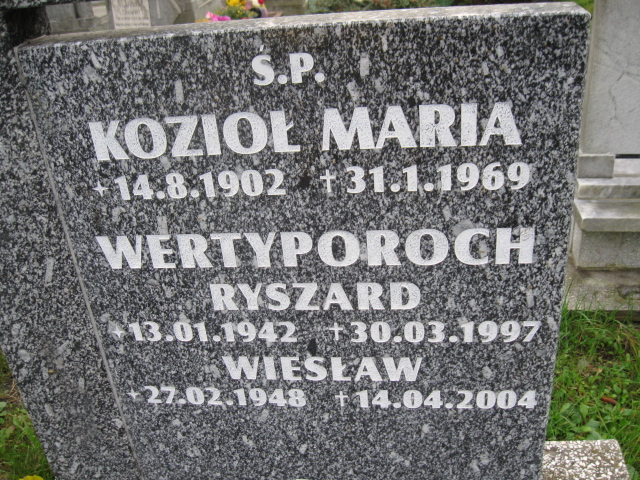 Ś.P.
KOZIOŁ MARIA
+14.8.1902 †31.1.1969
WERTYPOROCH
RYSZARD
+13.01.1942 †30.03.1997
WIESŁAW
+27.02.1948 †14.04.2004